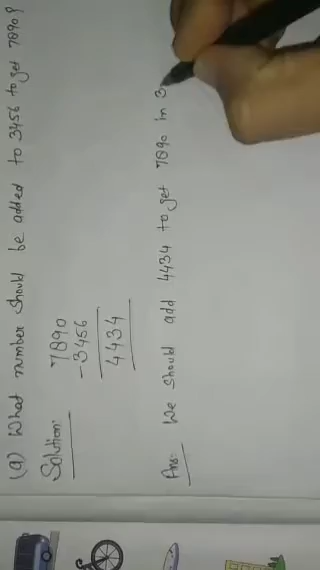 (a) What number should be added to 3456 to get 7890?
Solution:
7890
-3456
4434
Ans: We should add 4434 to get 7890 in 3